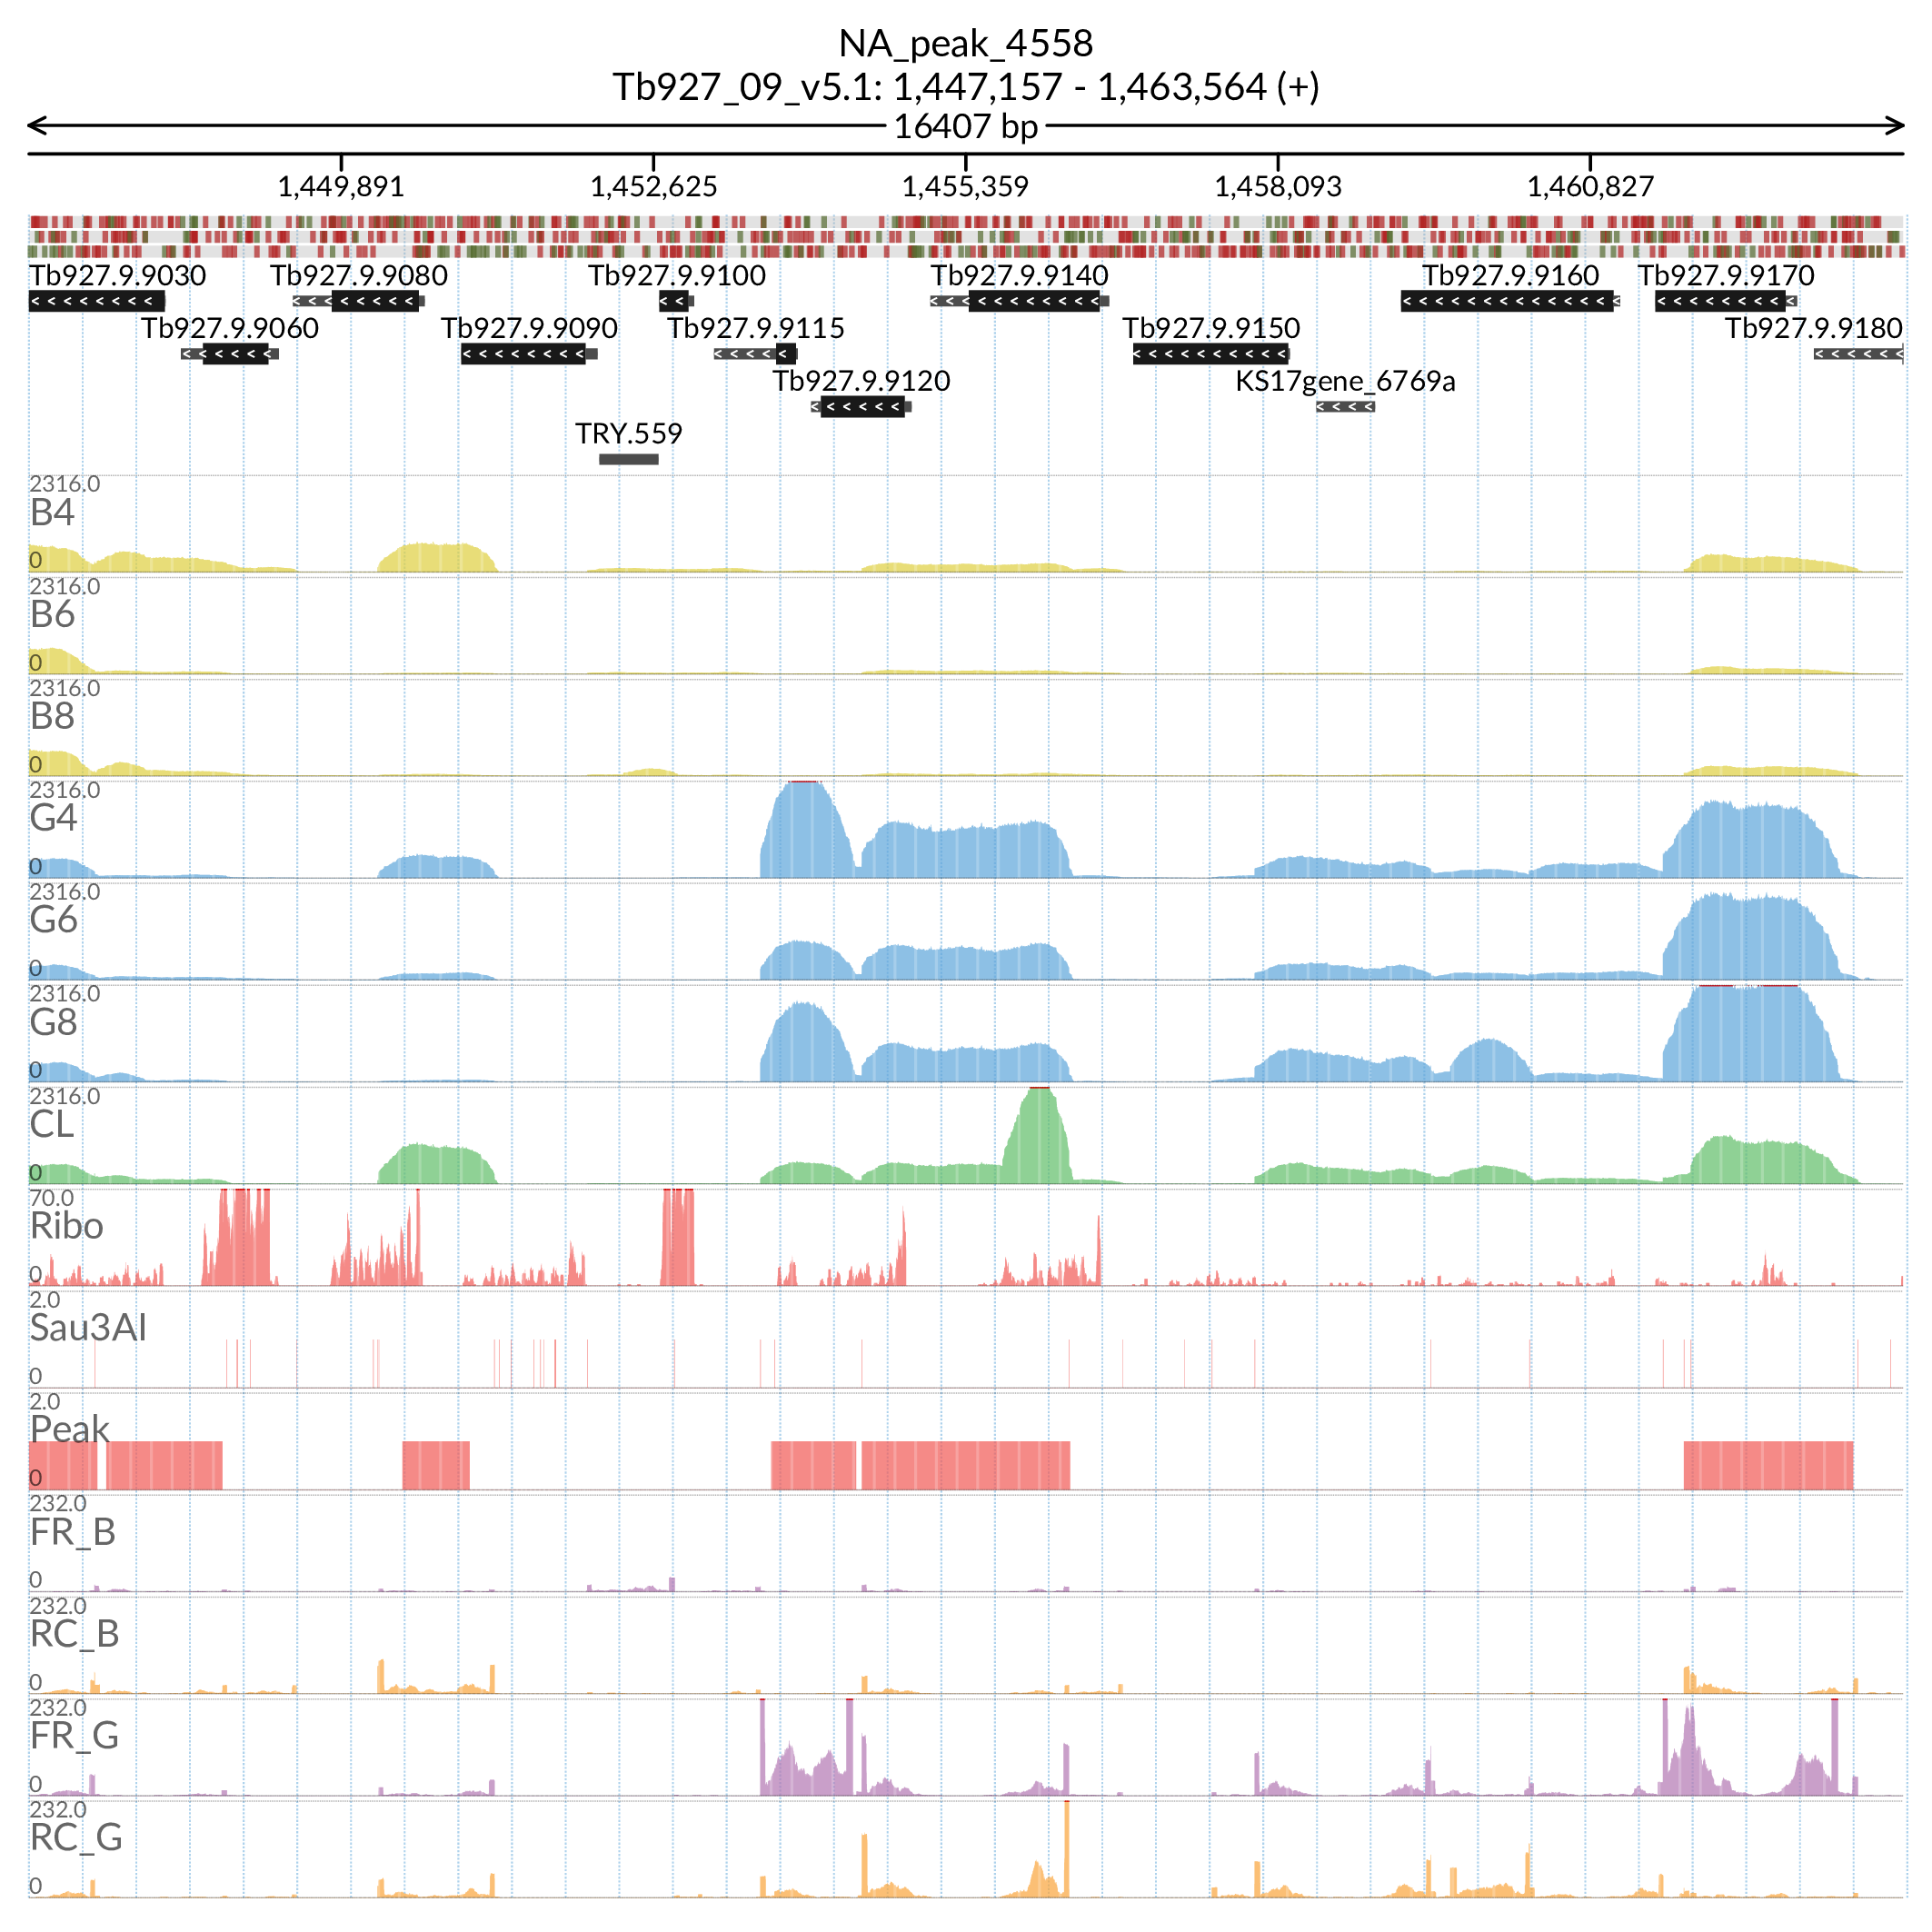 NA_peak_4558
Tb927_09_v5.1: 1,447,157 - 1,463,564 (+)
16407 bp
1,449,891 1,452,625 1,455,359 1,458,093 1,460,827
Tb927.9.9030 Tb927.9.9080 Tb927.9.9100 Tb927.9.9140 Tb927.9.9160 Tb927.9.9170
Tb927.9.9060 Tb927.9.9090 Tb927.9.9115 Tb927.9.9150 Tb927.9.9180
Tb927.9.9120 KS17gene_6769a
TRY.559
2316.0
B4
0
2316.0
B6
0
2316.0
B8
0
2316.0
G4
0
2316.0
G6
0
2316.0
G8
0
2316.0
CL
0
70.0
Ribo
0
2.0
Sau3AI
0
2.0
Peak
0
232.0
FR_B
0
232.0
RC_B
0
232.0
FR_G
0
232.0
RC_G
0